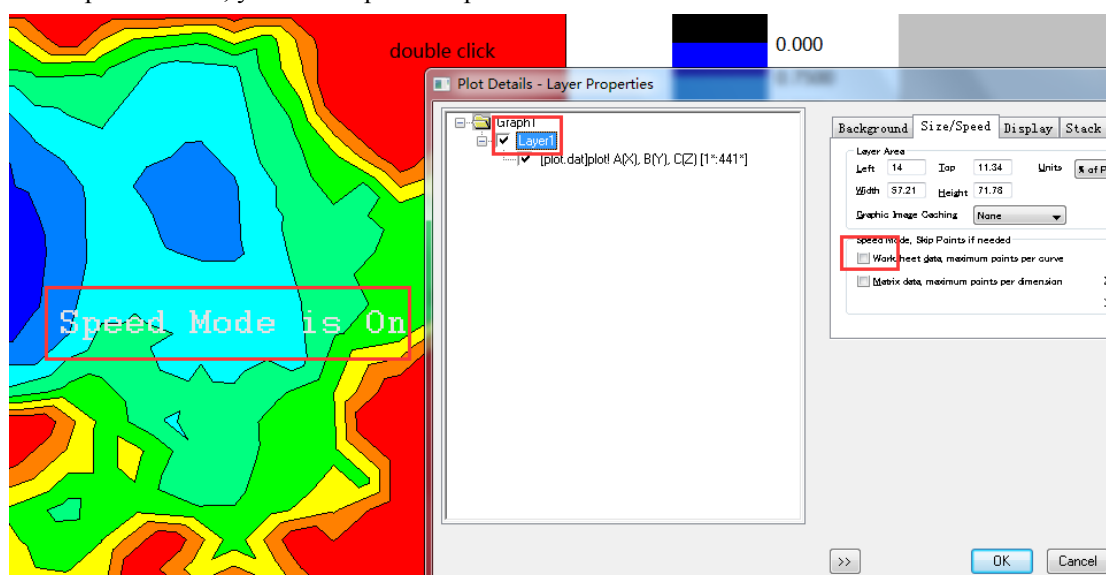 double click
0.000
Plot Details - Layer Properties
Graph1
Layer1
[plot.dat]plot! A(X), B(Y), C(Z) [1*:441*]
Background Size/Speed Display Stack
Layer Area
Left 14 Top 11.34 Units % of P
Width 57.21 Height 71.78
Graphic Image Caching None
Speed Mode, Skip Points if needed
Worksheet data, maximum points per curve
Matrix data, maximum points per dimension
Speed Mode is On
>> OK Cancel